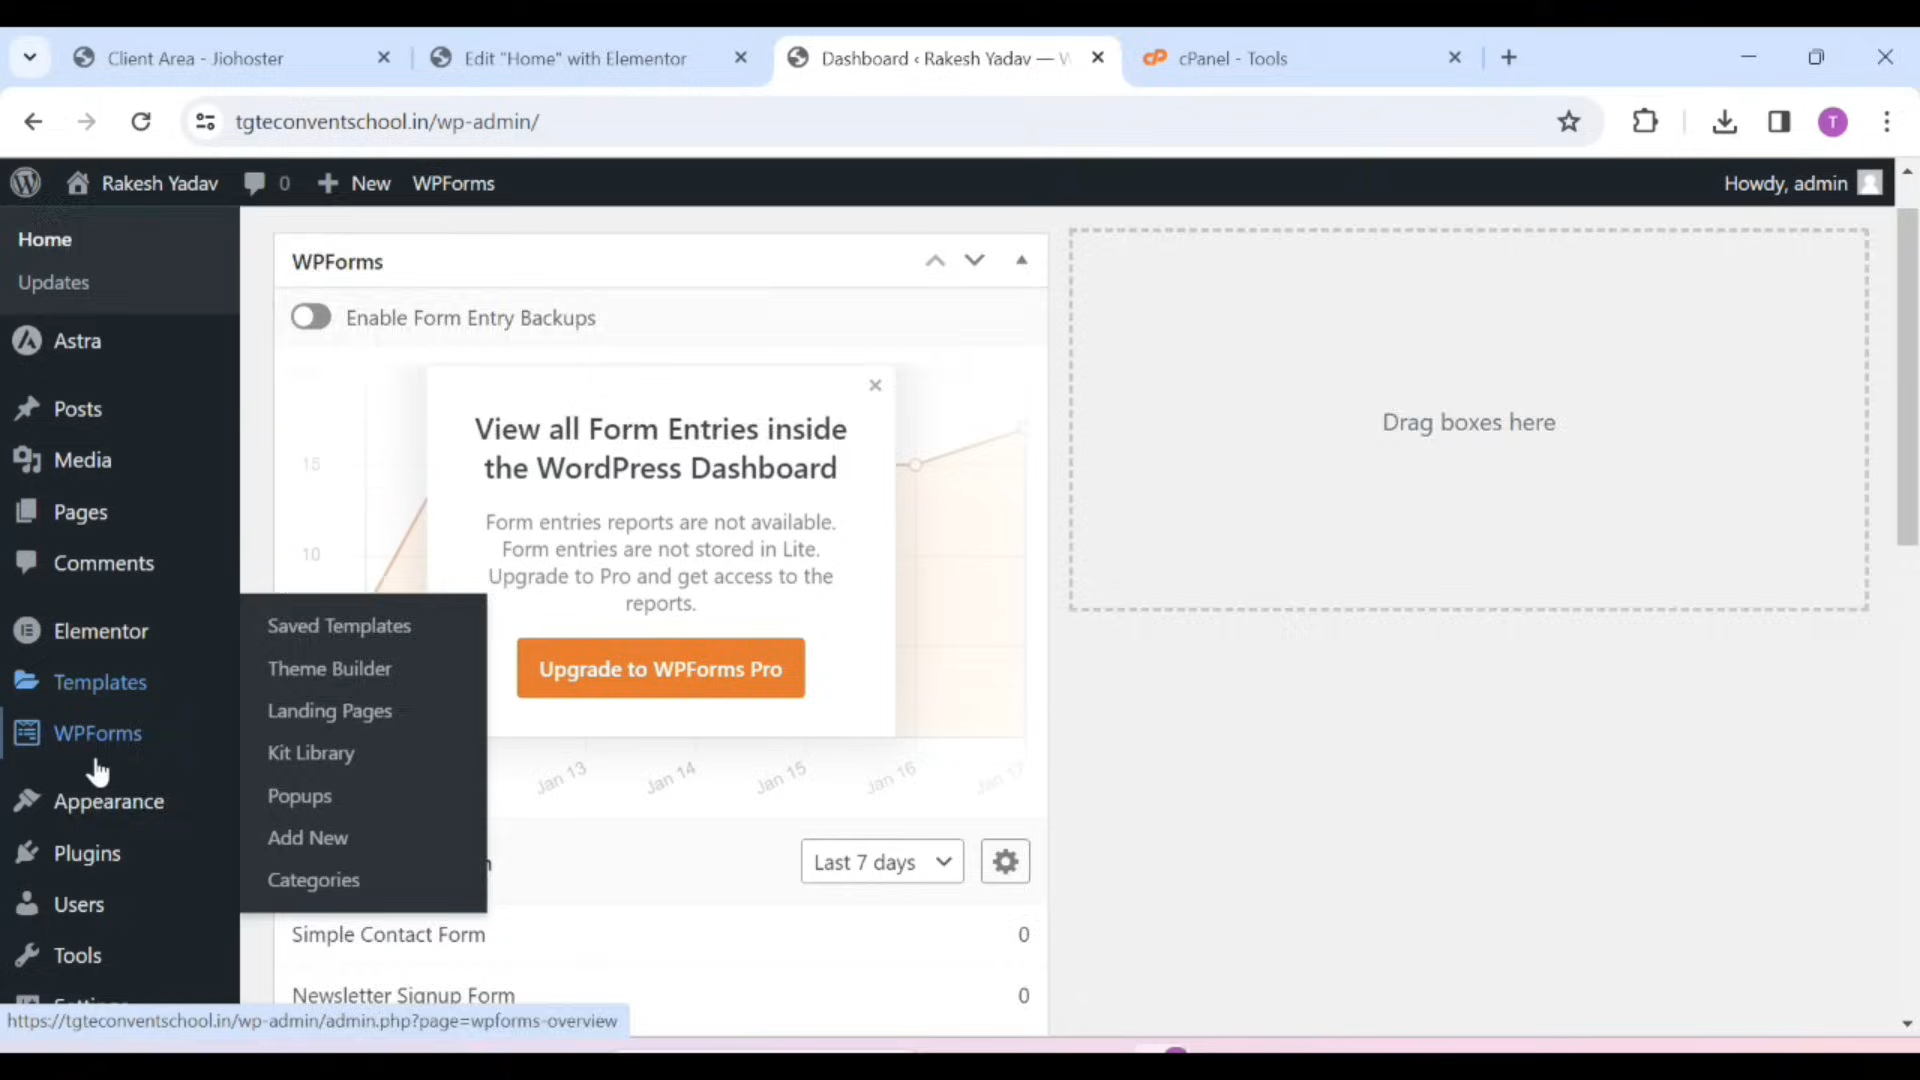 Client Area - Jiohoster
Edit "Home" with Elementor
Dashboard ‹ Rakesh Yadav — W
cPanel - Tools
tgteconventschool.in/wp-admin/
T
Rakesh Yadav
0
New
WPForms
Howdy, admin
Home
Updates
Astra
Posts
Media
Pages
Comments
Elementor
Templates
WPForms
Appearance
Plugins
Users
Tools
Settings
Saved Templates
Theme Builder
Landing Pages
Kit Library
Popups
Add New
Categories
WPForms
Enable Form Entry Backups
15
10
View all Form Entries inside
the WordPress Dashboard
Form entries reports are not available.
Form entries are not stored in Lite.
Upgrade to Pro and get access to the
reports.
Upgrade to WPForms Pro
Jan 13
Jan 14
Jan 15
Jan 16
Jan 17
Last 7 days
Simple Contact Form 0
Newsletter Signup Form 0
Drag boxes here
https://tgteconventschool.in/wp-admin/admin.php?page=wpforms-overview